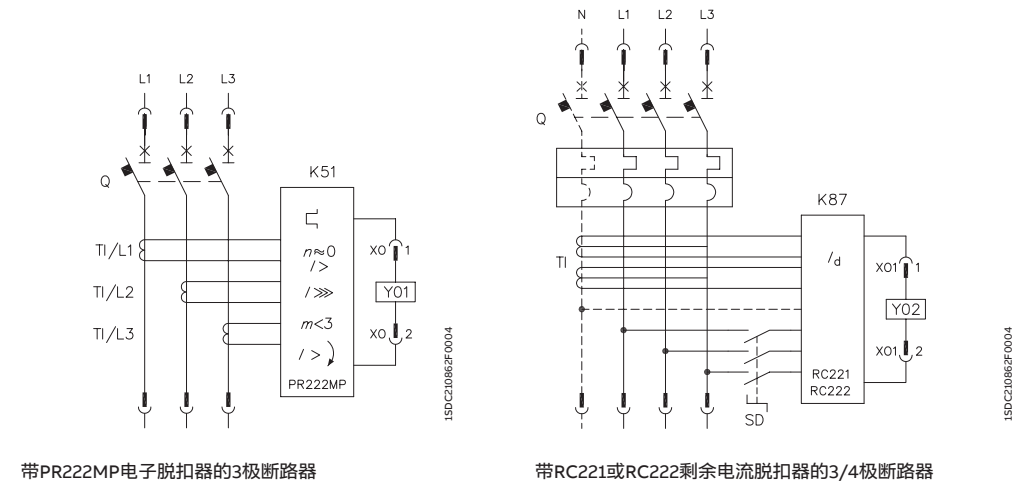 L1 L2 L3
Q
K51
TI/L1
TI/L2
TI/L3
n≈0
I>
I>>>
m<3
I>
PR222MP
X0 1
Y01
X0 2
1SDC210862F0004
带PR222MP电子脱扣器的3极断路器
N L1 L2 L3
Q
TI
K87
Id
RC221
RC222
SD
X01 1
Y02
X01 2
1SDC210862F0004
带RC221或RC222剩余电流脱扣器的3/4极断路器